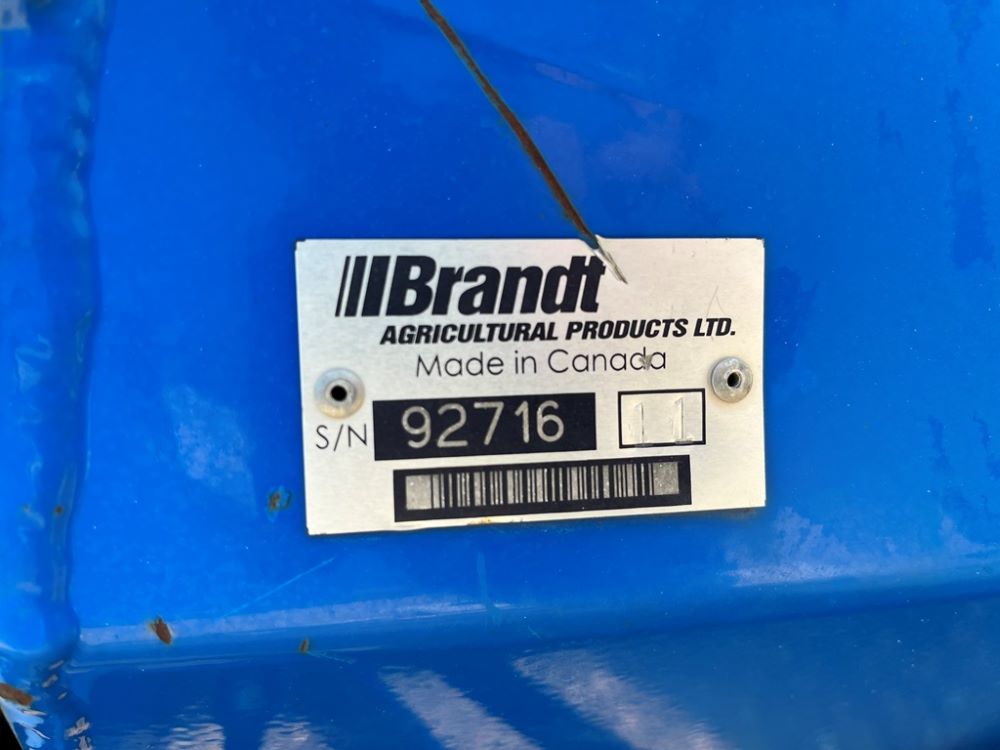 Brandt
AGRICULTURAL PRODUCTS LTD.
Made in Canada
S/N 92716 11